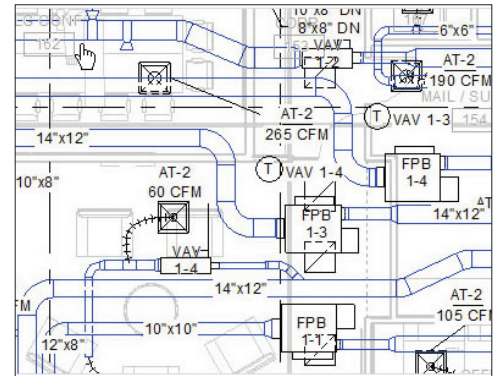 CONF
10"x8" DN
8"x8" DN
162
VAV
1-2
6"x6"
AT-2
190 CFM
MAIL / SU
AT-2
265 CFM
T
VAV 1-3
154
14"x12"
T
VAV 1-4
FPB
1-4
10"x8"
AT-2
60 CFM
FPB
1-3
14"x12"
VAV
1-4
14"x12"
AT-2
105 CFM
FM
10"x10"
FPB
1-1
12"x8"